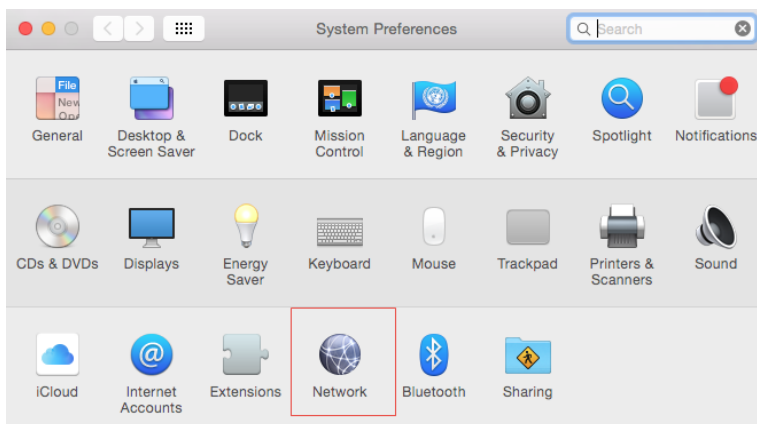 System Preferences
Search
File
New
Ope
General
Desktop &
Screen Saver
Dock
Mission
Control
Language
& Region
Security
& Privacy
Spotlight
Notifications
CDs & DVDs
Displays
Energy
Saver
Keyboard
Mouse
Trackpad
Printers &
Scanners
Sound
iCloud
@
Internet
Accounts
Extensions
Network
Bluetooth
Sharing